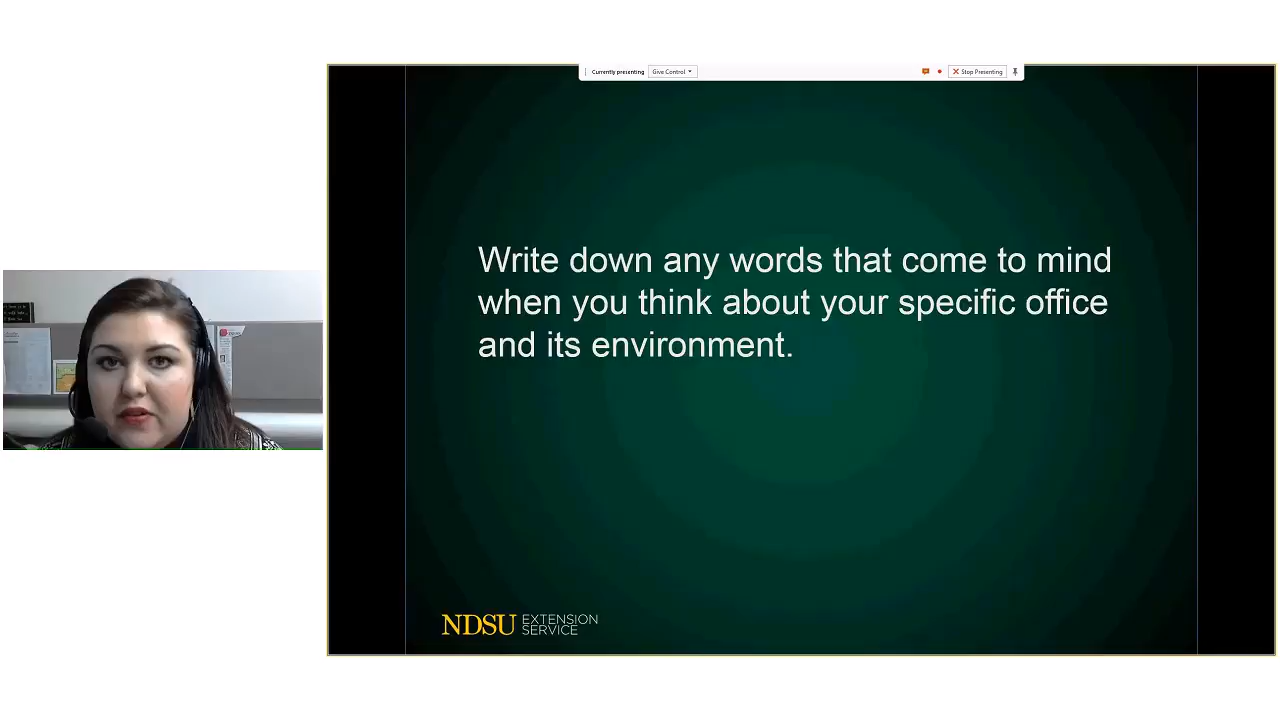 Currently presenting Give Control Stop Presenting
Write down any words that come to mind
when you think about your specific office
and its environment.
NDSU EXTENSION
SERVICE